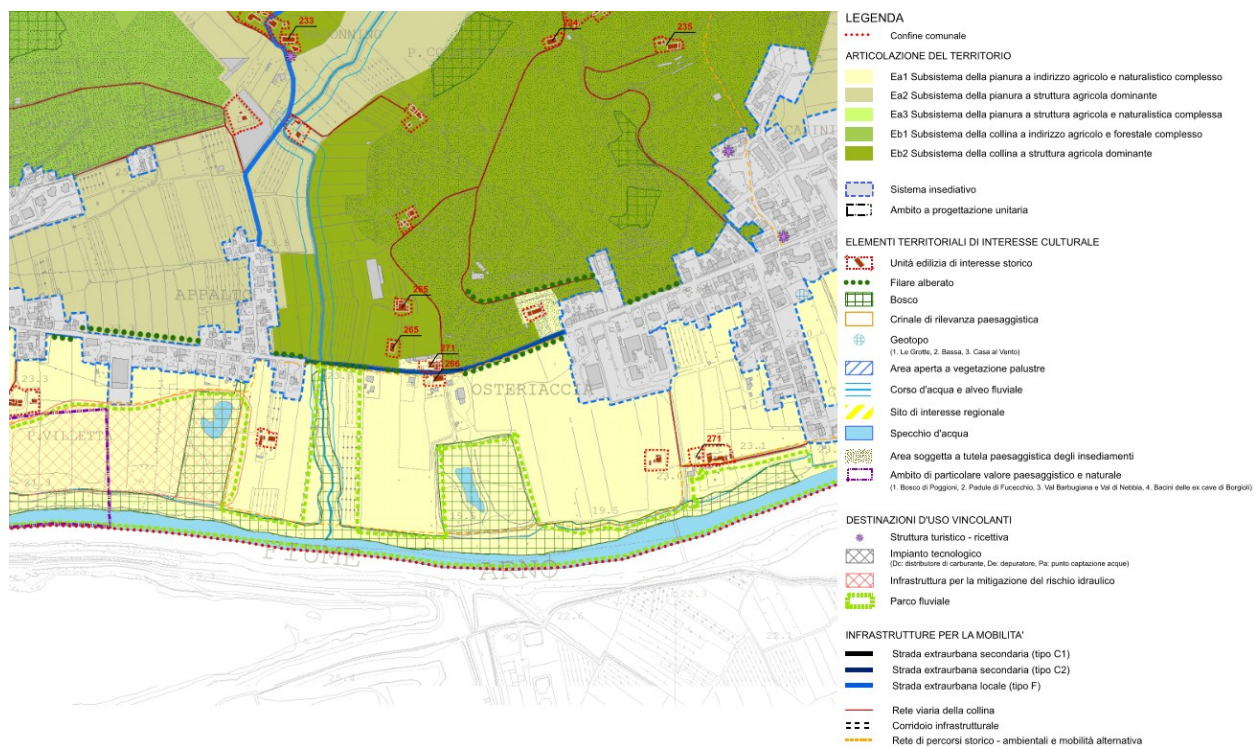 233
234
235
APPALTO
265
265
271
266
OSTERIACCIA
23.3
P.VILLETTA
271
23.1
19.6
FIUME ARNO
22.3
22.6
LEGENDA
Confine comunale
ARTICOLAZIONE DEL TERRITORIO
Ea1 Subsistema della pianura a indirizzo agricolo e naturalistico complesso
Ea2 Subsistema della pianura a struttura agricola dominante
Ea3 Subsistema della pianura a struttura agricola e naturalistica complessa
Eb1 Subsistema della collina a indirizzo agricolo e forestale complesso
Eb2 Subsistema della collina a struttura agricola dominante
Sistema insediativo
Ambito a progettazione unitaria
ELEMENTI TERRITORIALI DI INTERESSE CULTURALE
Unità edilizia di interesse storico
Filare alberato
Bosco
Crinale di rilevanza paesaggistica
Geotopo
(1. Le Grotte, 2. Bassa, 3. Casa al Vento)
Area aperta a vegetazione palustre
Corso d'acqua e alveo fluviale
Sito di interesse regionale
Specchio d'acqua
Area soggetta a tutela paesaggistica degli insediamenti
Ambito di particolare valore paesaggistico e naturale
(1. Bosco di Poggioni, 2. Padule di Fucecchio, 3. Val Barbugiana e Val di Nebbia, 4. Bacini delle ex cave di Borgioli)
DESTINAZIONI D'USO VINCOLANTI
Struttura turistico - ricettiva
Impianto tecnologico
(Dc: distributore di carburante, De: depuratore, Pa: punto captazione acque)
Infrastruttura per la mitigazione del rischio idraulico
Parco fluviale
INFRASTRUTTURE PER LA MOBILITA'
Strada extraurbana secondaria (tipo C1)
Strada extraurbana secondaria (tipo C2)
Strada extraurbana locale (tipo F)
Rete viaria della collina
Corridoio infrastrutturale
Rete di percorsi storico - ambientali e mobilità alternativa